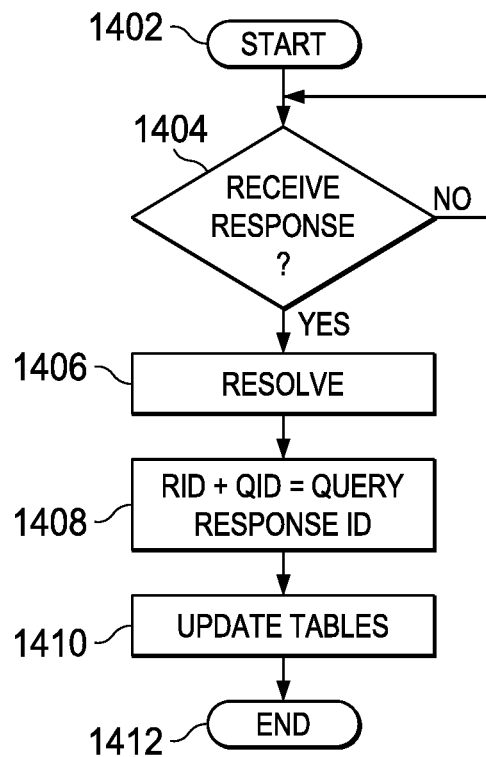 1402
START
1404
RECEIVE
RESPONSE
?
NO
YES
1406
RESOLVE
1408
RID + QID = QUERY
RESPONSE ID
1410
UPDATE TABLES
1412
END